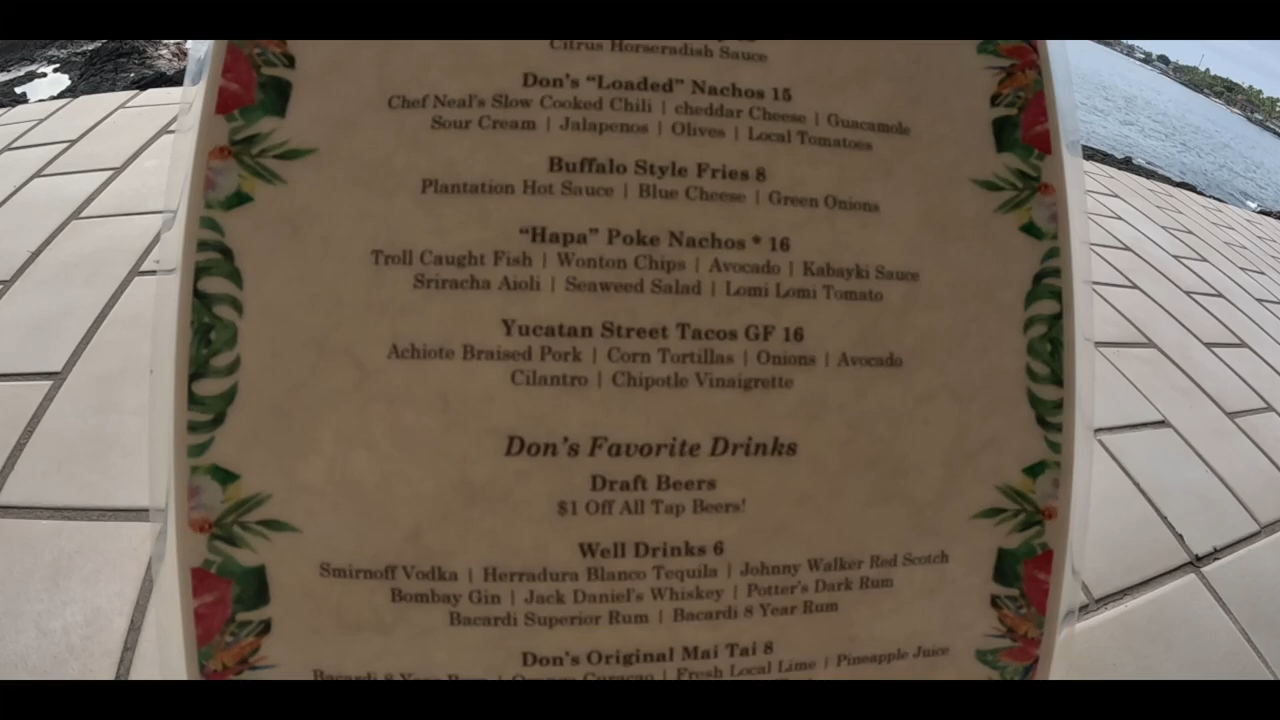 Citrus Horseradish Sauce
Don's "Loaded" Nachos 15
Chef Neal's Slow Cooked Chili | cheddar Cheese | Guacamole
Sour Cream | Jalapenos | Olives | Local Tomatoes
Buffalo Style Fries 8
Plantation Hot Sauce | Blue Cheese | Green Onions
"Hapa" Poke Nachos * 16
Troll Caught Fish | Wonton Chips | Avocado | Kabayki Sauce
Sriracha Aioli | Seaweed Salad | Lomi Lomi Tomato
Yucatan Street Tacos GF 16
Achiote Braised Pork | Corn Tortillas | Onions | Avocado
Cilantro | Chipotle Vinaigrette
Don's Favorite Drinks
Draft Beers
$1 Off All Tap Beers!
Well Drinks 6
Smirnoff Vodka | Herradura Blanco Tequila | Johnny Walker Red Scotch
Bombay Gin | Jack Daniel's Whiskey | Potter's Dark Rum
Bacardi Superior Rum | Bacardi 8 Year Rum
Don's Original Mai Tai 8
Bacardi 8 Year Rum | Orange Curacao | Fresh Local Lime | Pineapple Juice